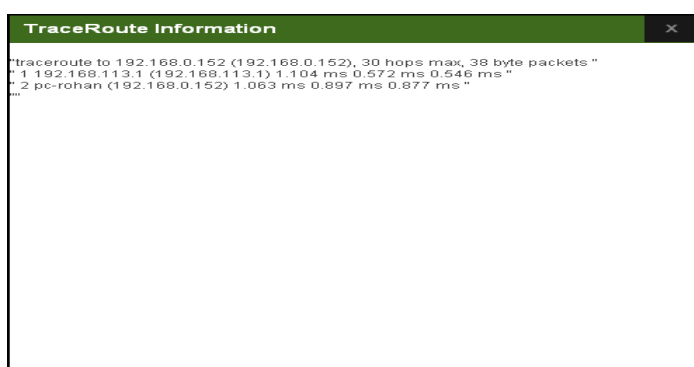 TraceRoute Information ×
"traceroute to 192.168.0.152 (192.168.0.152), 30 hops max, 38 byte packets "
" 1 192.168.113.1 (192.168.113.1) 1.104 ms 0.572 ms 0.546 ms "
" 2 pc-rohan (192.168.0.152) 1.063 ms 0.897 ms 0.877 ms "
""